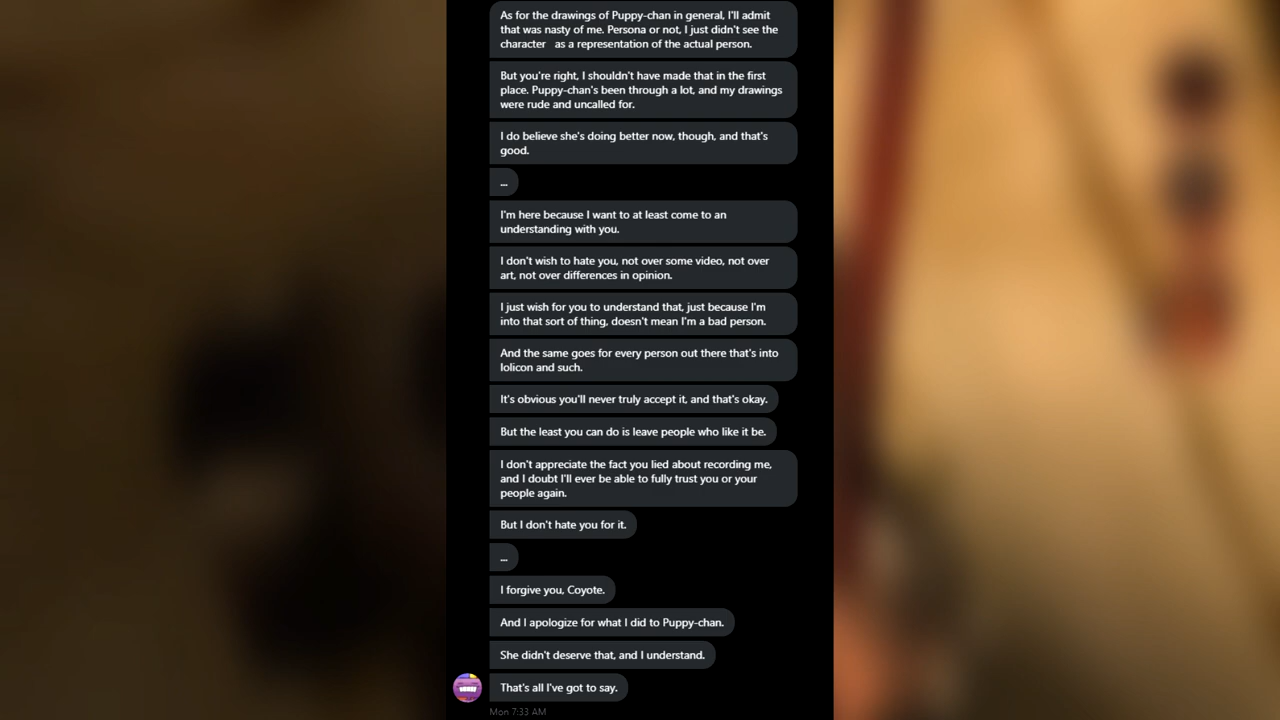 As for the drawings of Puppy-chan in general, I'll admit
that was nasty of me. Persona or not, I just didn't see the
character as a representation of the actual person.
But you're right, I shouldn't have made that in the first
place. Puppy-chan's been through a lot, and my drawings
were rude and uncalled for.
I do believe she's doing better now, though, and that's
good.
...
I'm here because I want to at least come to an
understanding with you.
I don't wish to hate you, not over some video, not over
art, not over differences in opinion.
I just wish for you to understand that, just because I'm
into that sort of thing, doesn't mean I'm a bad person.
And the same goes for every person out there that's into
lolicon and such.
It's obvious you'll never truly accept it, and that's okay.
But the least you can do is leave people who like it be.
I don't appreciate the fact you lied about recording me,
and I doubt I'll ever be able to fully trust you or your
people again.
But I don't hate you for it.
...
I forgive you, Coyote.
And I apologize for what I did to Puppy-chan.
She didn't deserve that, and I understand.
That's all I've got to say.
Mon 7:33 AM